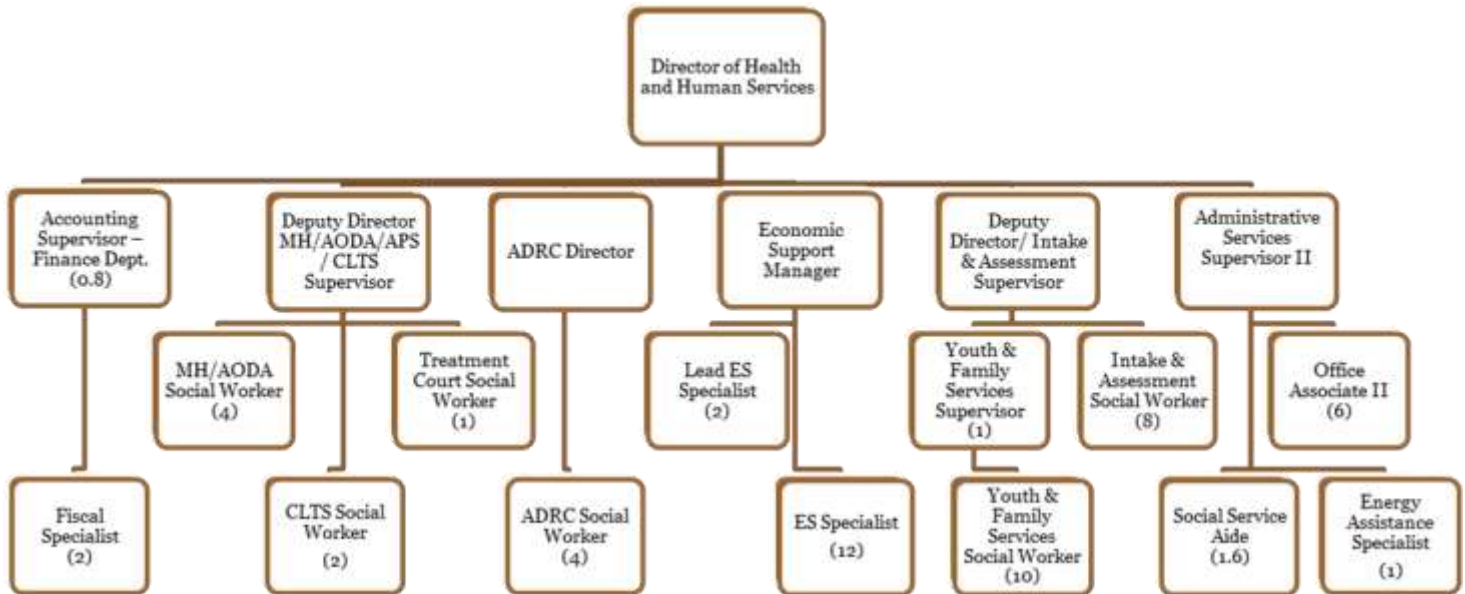 Director of Health
and Human Services
Accounting
Supervisor –
Finance Dept.
(0.8)
Deputy Director
MH/AODA/APS
/ CLTS
Supervisor
ADRC Director
Economic
Support
Manager
Deputy
Director/ Intake
& Assessment
Supervisor
Administrative
Services
Supervisor II
MH/AODA
Social Worker
(4)
Treatment
Court Social
Worker
(1)
Lead ES
Specialist
(2)
Youth &
Family
Services
Supervisor
(1)
Intake &
Assessment
Social Worker
(8)
Office
Associate II
(6)
Fiscal
Specialist
(2)
CLTS Social
Worker
(2)
ADRC Social
Worker
(4)
ES Specialist
(12)
Youth &
Family
Services
Social Worker
(10)
Social Service
Aide
(1.6)
Energy
Assistance
Specialist
(1)